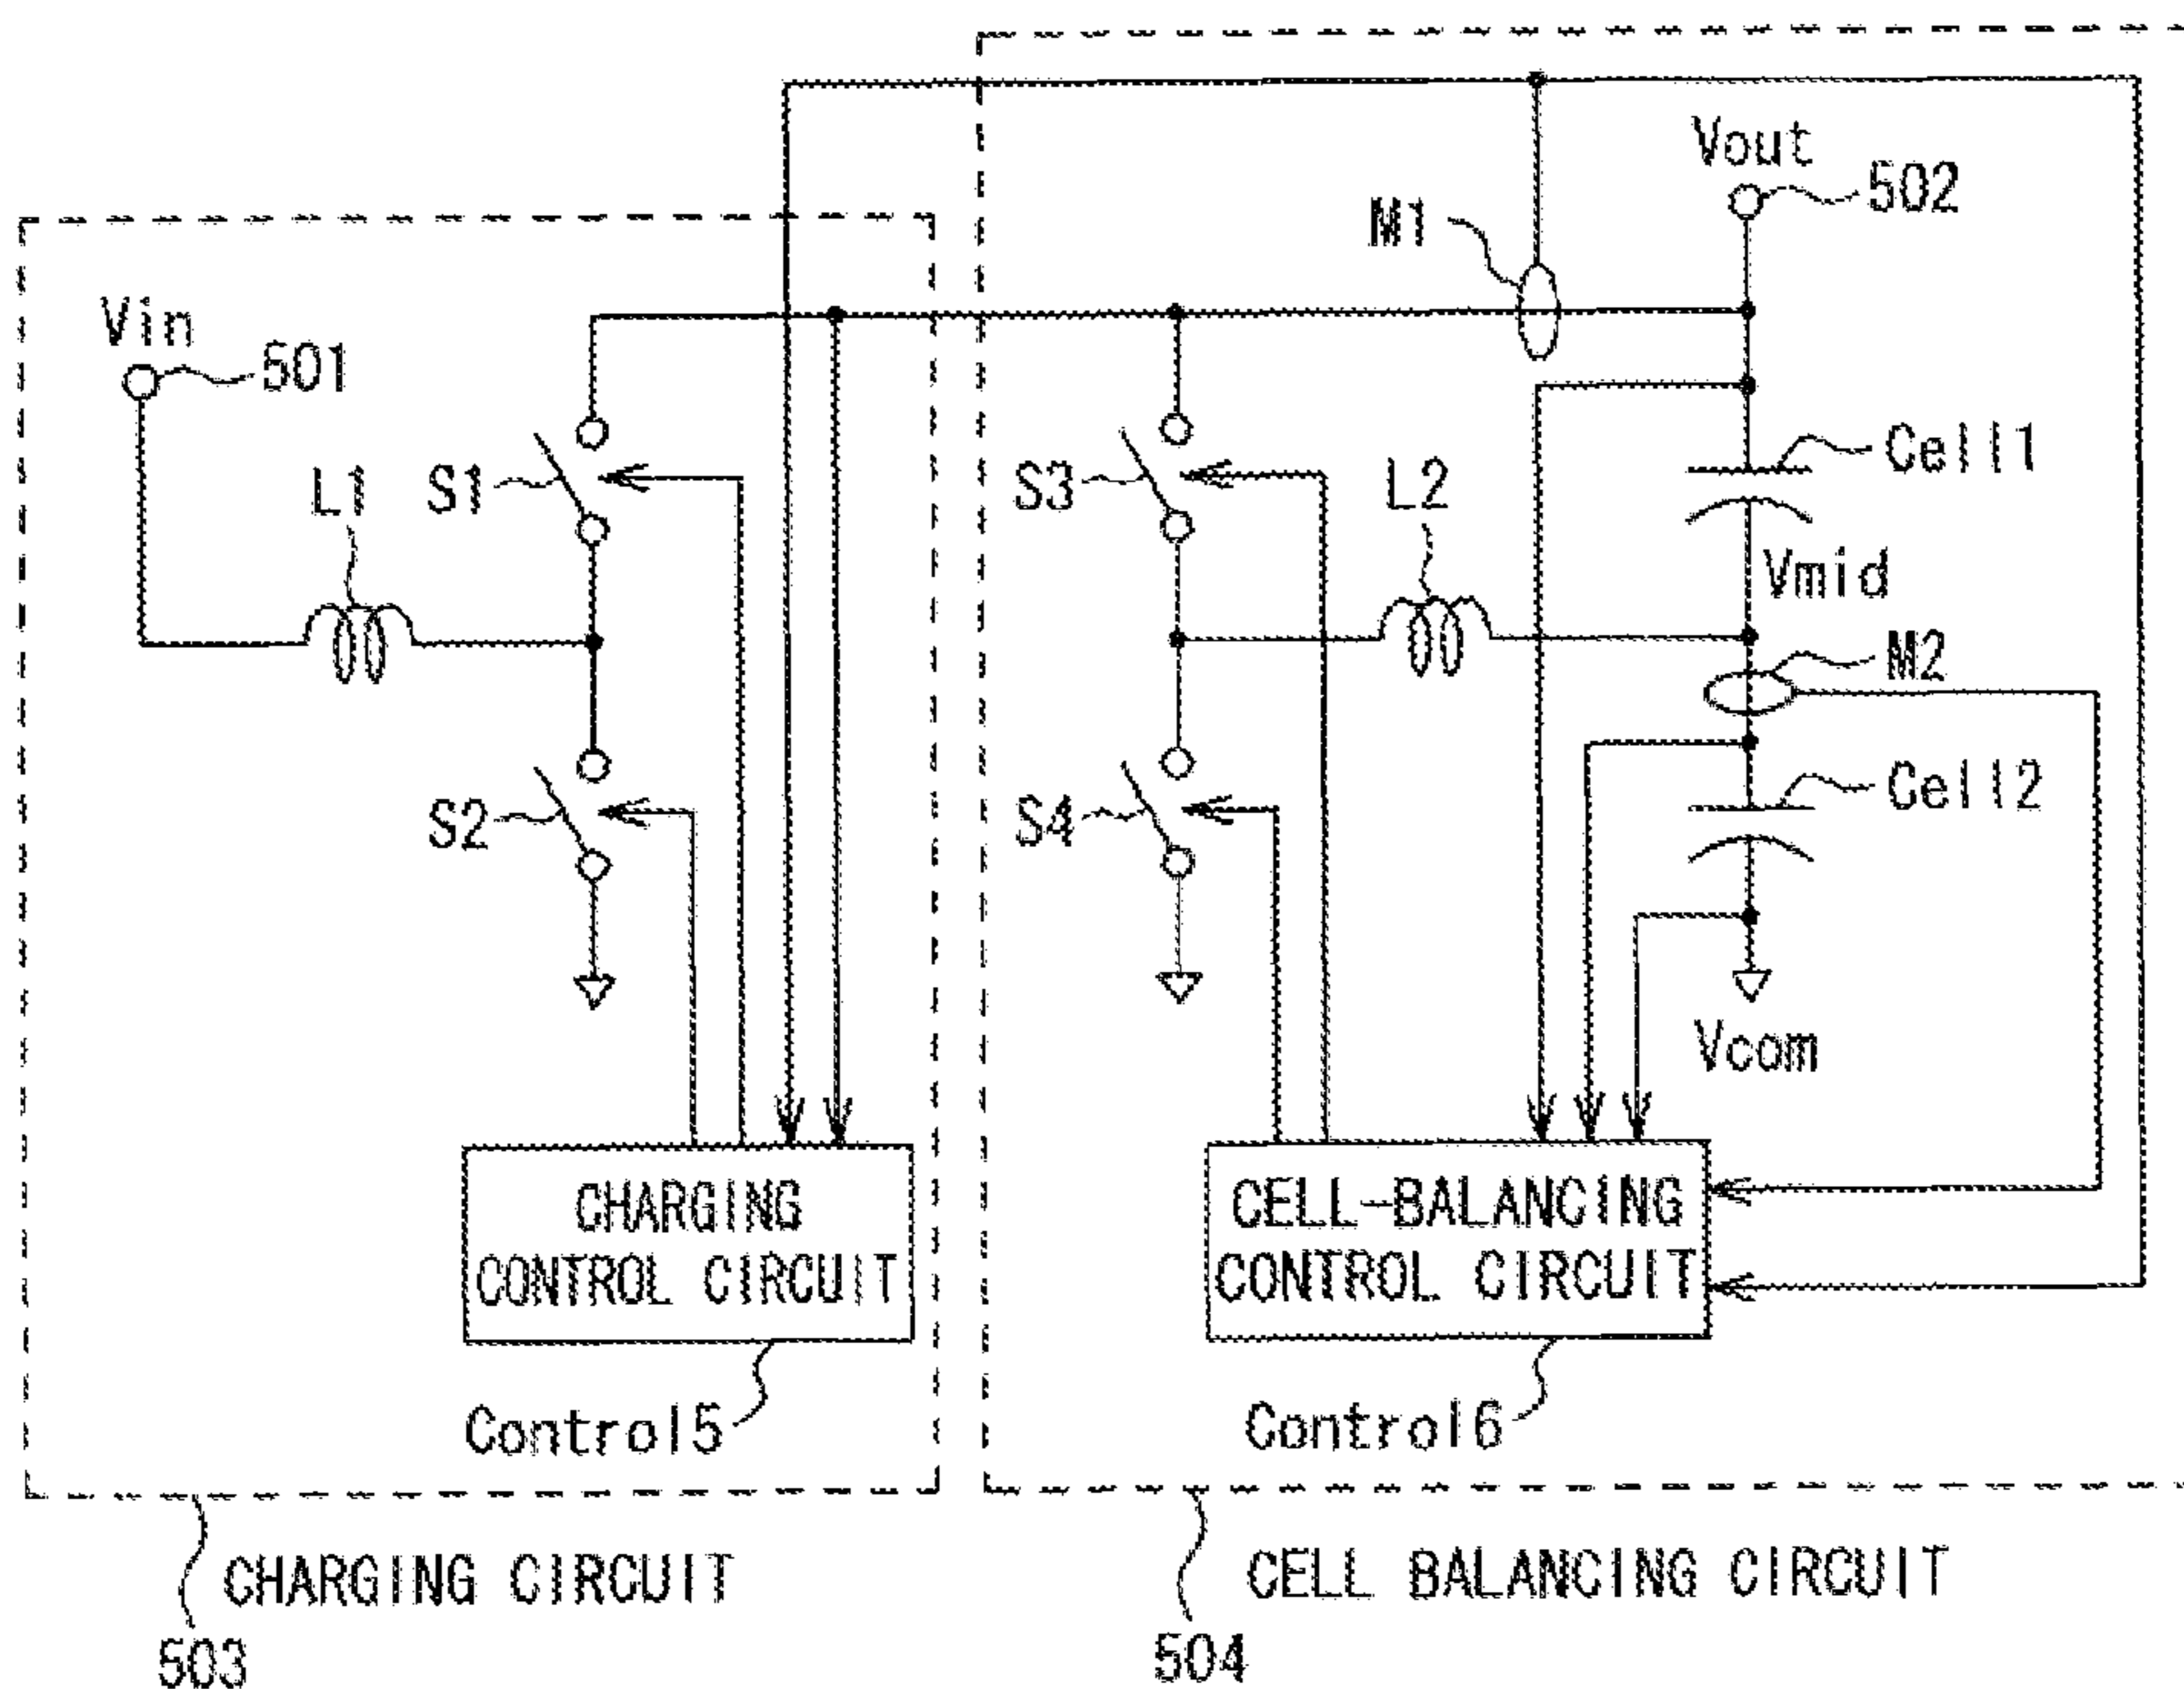 Vout
502
M1
Vin
501
Cell1
S1
L1
S3
L2
Vmid
M2
S2
S4
Cell2
Vcom
CHARGING
CONTROL CIRCUIT
CELL-BALANCING
CONTROL CIRCUIT
Control5
Control6
CHARGING CIRCUIT
CELL BALANCING CIRCUIT
503
504